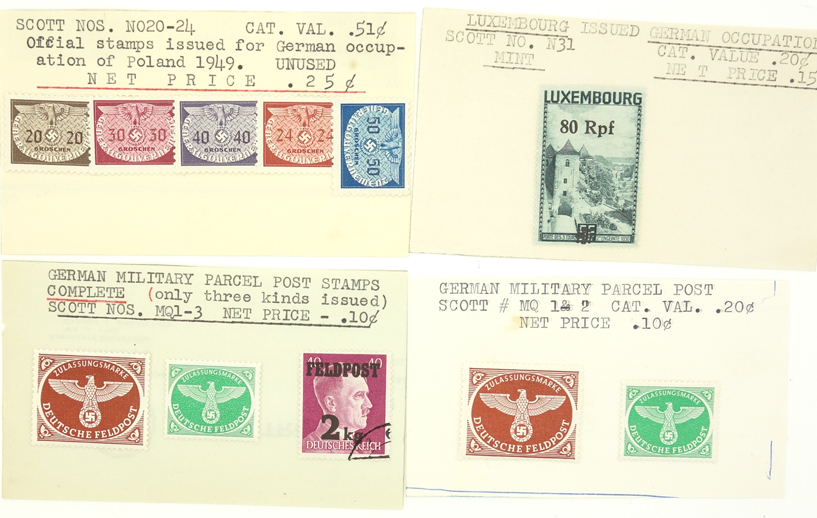 SCOTT NOS. NO20-24 CAT. VAL. .51¢
Official stamps issued for German occup-
ation of Poland 1949. UNUSED
NET PRICE .25¢
20 20
GROSCHEN
30 30
GROSCHEN
40 40
GROSCHEN
24 24
GROSCHEN
50 50
GROSCHEN
LUXEMBOURG ISSUED GERMAN OCCUPATION
SCOTT NO. N31 CAT. VALUE .20¢
MINT NE T PRICE .15
LUXEMBOURG
80 Rpf
GERMAN MILITARY PARCEL POST STAMPS
COMPLETE (only three kinds issued)
SCOTT NOS. MQ1-3 NET PRICE - .10¢
ZULASSUNGSMARKE
DEUTSCHE FELDPOST
ZULASSUNGSMARKE
DEUTSCHE FELDPOST
40 40
FELDPOST
2 kg
DEUTSCHES REICH
GERMAN MILITARY PARCEL POST
SCOTT # MQ 1& 2 CAT. VAL. .20¢
NET PRICE .10¢
ZULASSUNGSMARKE
DEUTSCHE FELDPOST
ZULASSUNGSMARKE
DEUTSCHE FELDPOST